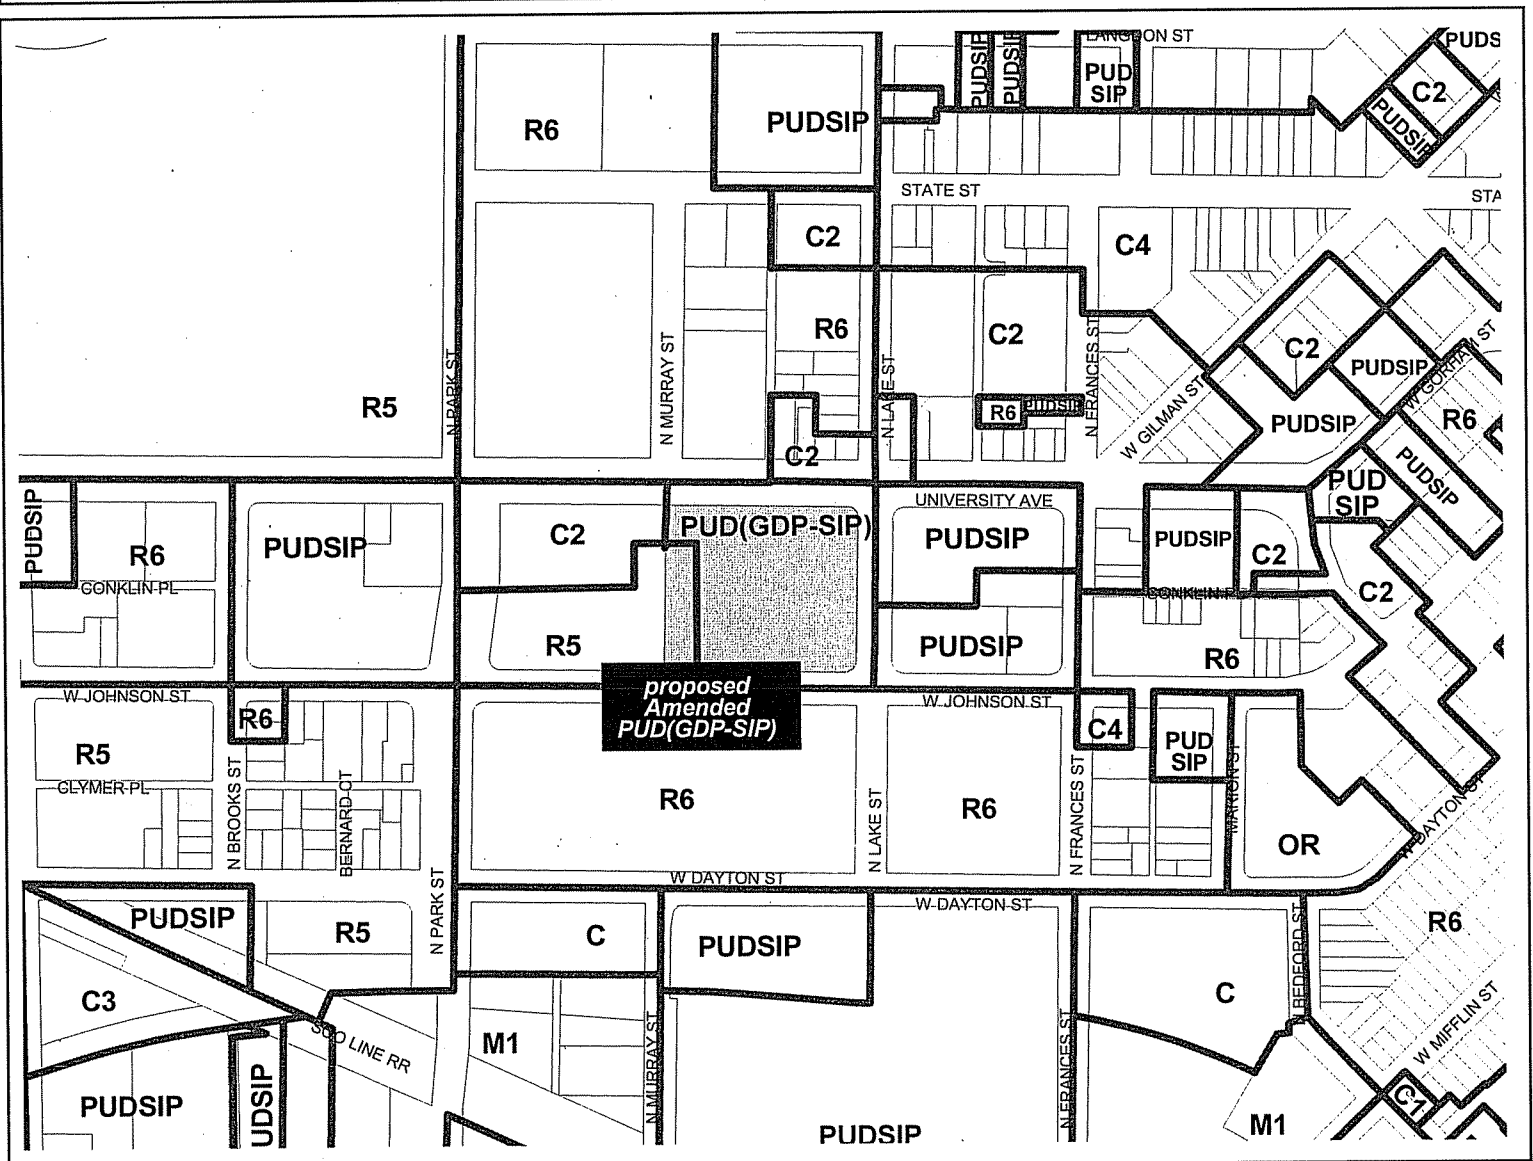 LANGDON ST
PUDSIP
PUDSIP
PUD
SIP
PUDS
C2
PUDSIP
R6
PUDSIP
STATE ST
STA
C2
C4
R6
C2
N PARK ST
N MURRAY ST
N LAKE ST
N FRANCES ST
W GILMAN ST
C2
PUDSIP
W GORHAM ST
R5
R6
PUDSIP
PUDSIP
R6
C2
PUDSIP
PUD
SIP
UNIVERSITY AVE
PUDSIP
R6
PUDSIP
C2
PUD(GDP-SIP)
PUDSIP
PUDSIP
C2
CONKLIN PL
CONKLIN PL
C2
R5
PUDSIP
R6
proposed
Amended
PUD(GDP-SIP)
W JOHNSON ST
W JOHNSON ST
R6
C4
R5
PUD
SIP
CLYMER PL
N BROOKS ST
BERNARD CT
R6
N LAKE ST
R6
N FRANCES ST
MARION ST
OR
W DAYTON ST
W DAYTON ST
W DAYTON ST
PUDSIP
R5
N PARK ST
C
PUDSIP
N BEDFORD ST
R6
C3
C
SOO LINE RR
M1
N MURRAY ST
N FRANCES ST
W MIFFLIN ST
PUDSIP
UDSIP
PUDSIP
M1
C1